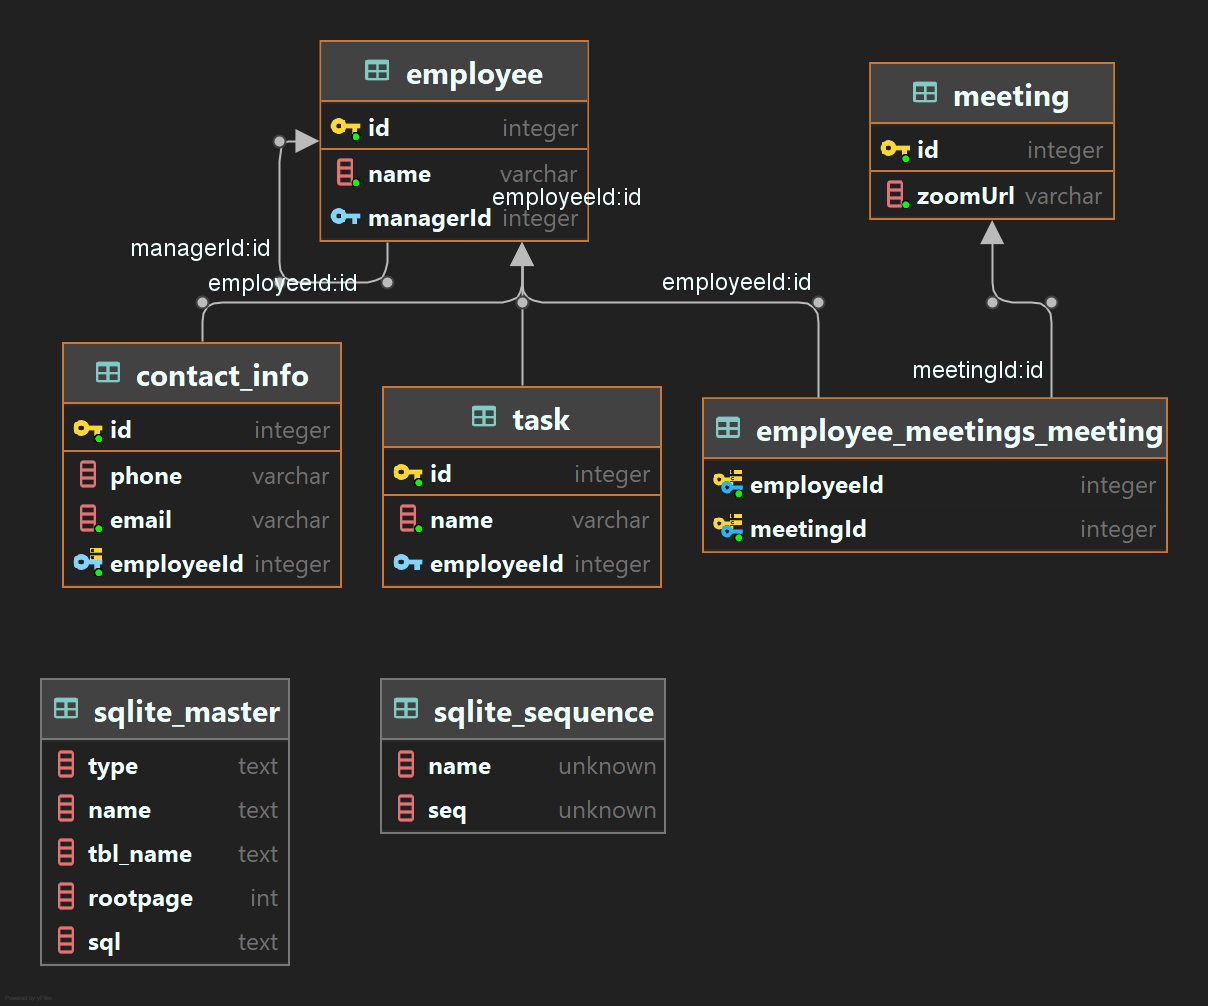 employee
id integer
name varchar
managerId integer
employeeId:id
meeting
id integer
zoomUrl varchar
managerId:id
employeeId:id
employeeId:id
meetingId:id
contact_info
id integer
phone varchar
email varchar
employeeId integer
task
id integer
name varchar
employeeId integer
employee_meetings_meeting
employeeId integer
meetingId integer
sqlite_master
type text
name text
tbl_name text
rootpage int
sql text
sqlite_sequence
name unknown
seq unknown
Powered by yFiles